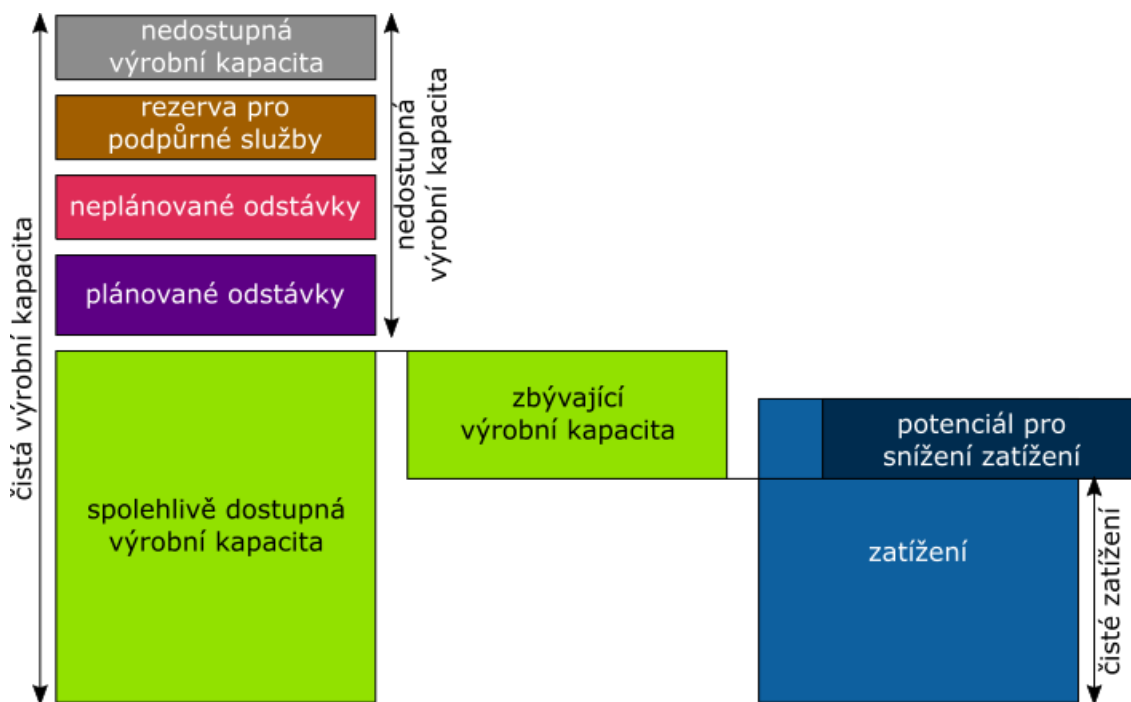 nedostupná
výrobní kapacita
rezerva pro
podpůrné služby
neplánované odstávky
plánované odstávky
spolehlivě dostupná
výrobní kapacita
čistá výrobní kapacita
nedostupná
výrobní kapacita
zbývající
výrobní kapacita
potenciál pro
snížení zatížení
zatížení
čisté zatížení